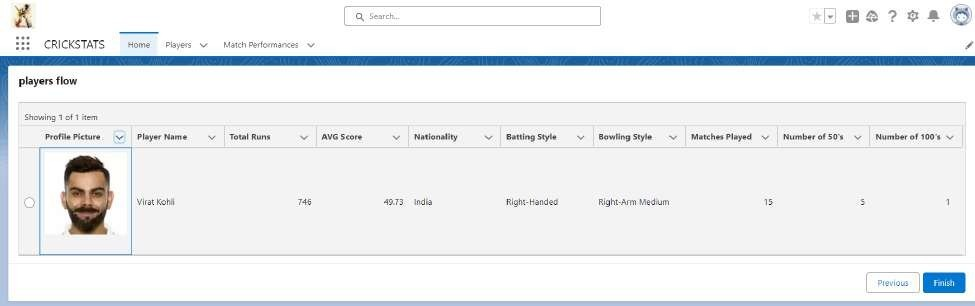 Search...
CRICKSTATS Home Players Match Performances
players flow
Showing 1 of 1 item
Profile Picture Player Name Total Runs AVG Score Nationality Batting Style Bowling Style Matches Played Number of 50's Number of 100's
Virat Kohli 746 49.73 India Right-Handed Right-Arm Medium 15 5 1
Previous Finish